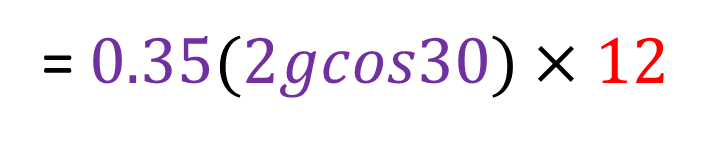 = 0.35(2gcos30) × 12